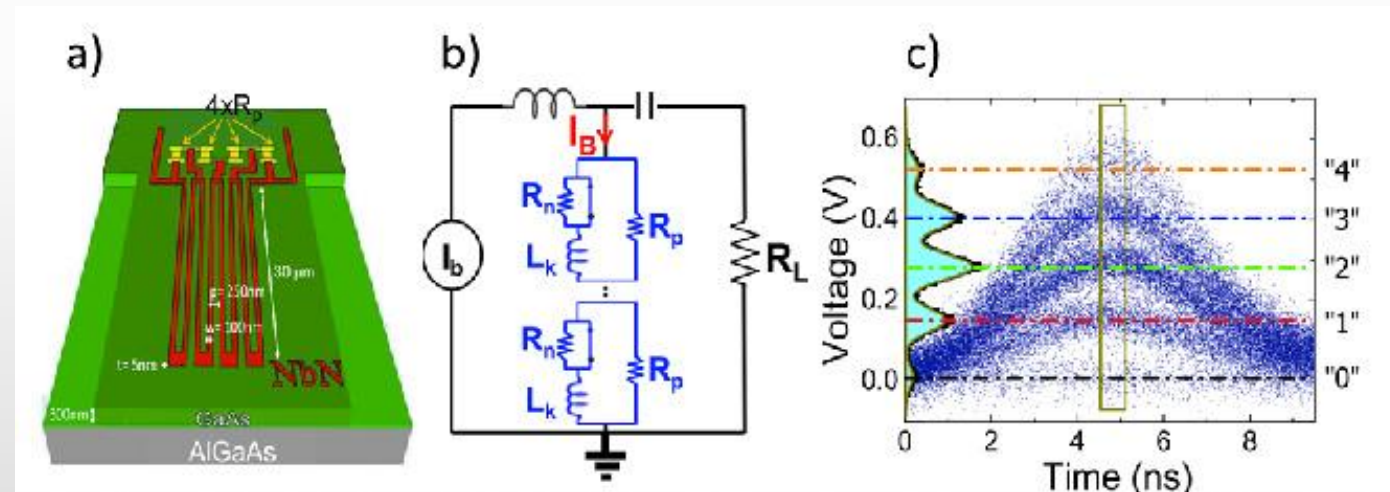 a)
4xRp
30 μm
w=100nm
t=5nm
NbN
GaAs
AlGaAs
b)
IB
Rn
Lk
Rp
Ib
RL
Rn
Lk
Rp
c)
Voltage (V)
0.6
0.4
0.2
0.0
"4"
"3"
"2"
"1"
"0"
0 2 4 6 8
Time (ns)